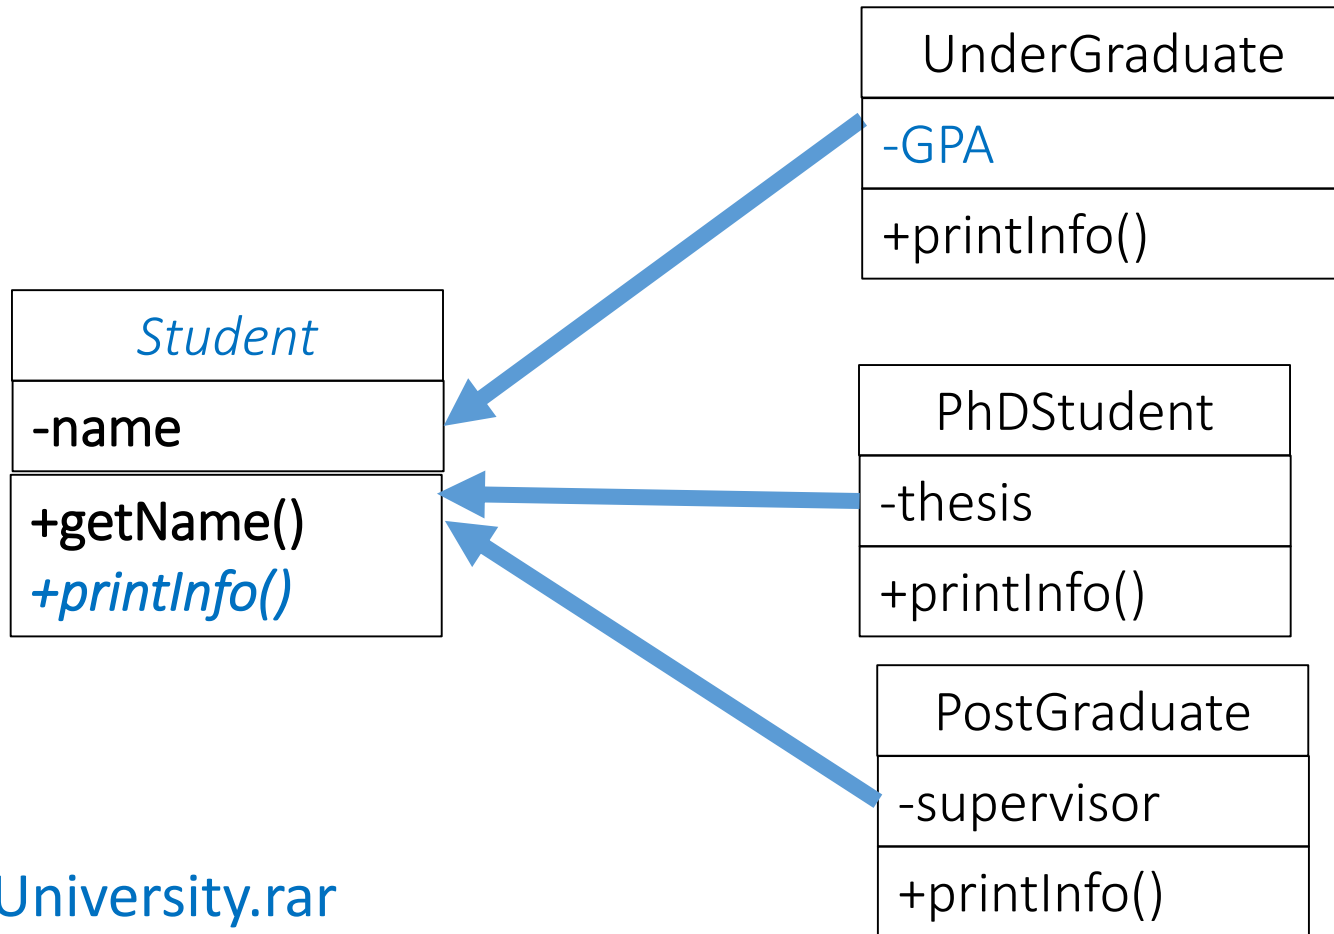 UnderGraduate
-GPA
+printInfo()
Student
-name
+getName()
+printInfo()
PhDStudent
-thesis
+printInfo()
PostGraduate
-supervisor
+printInfo()
University.rar